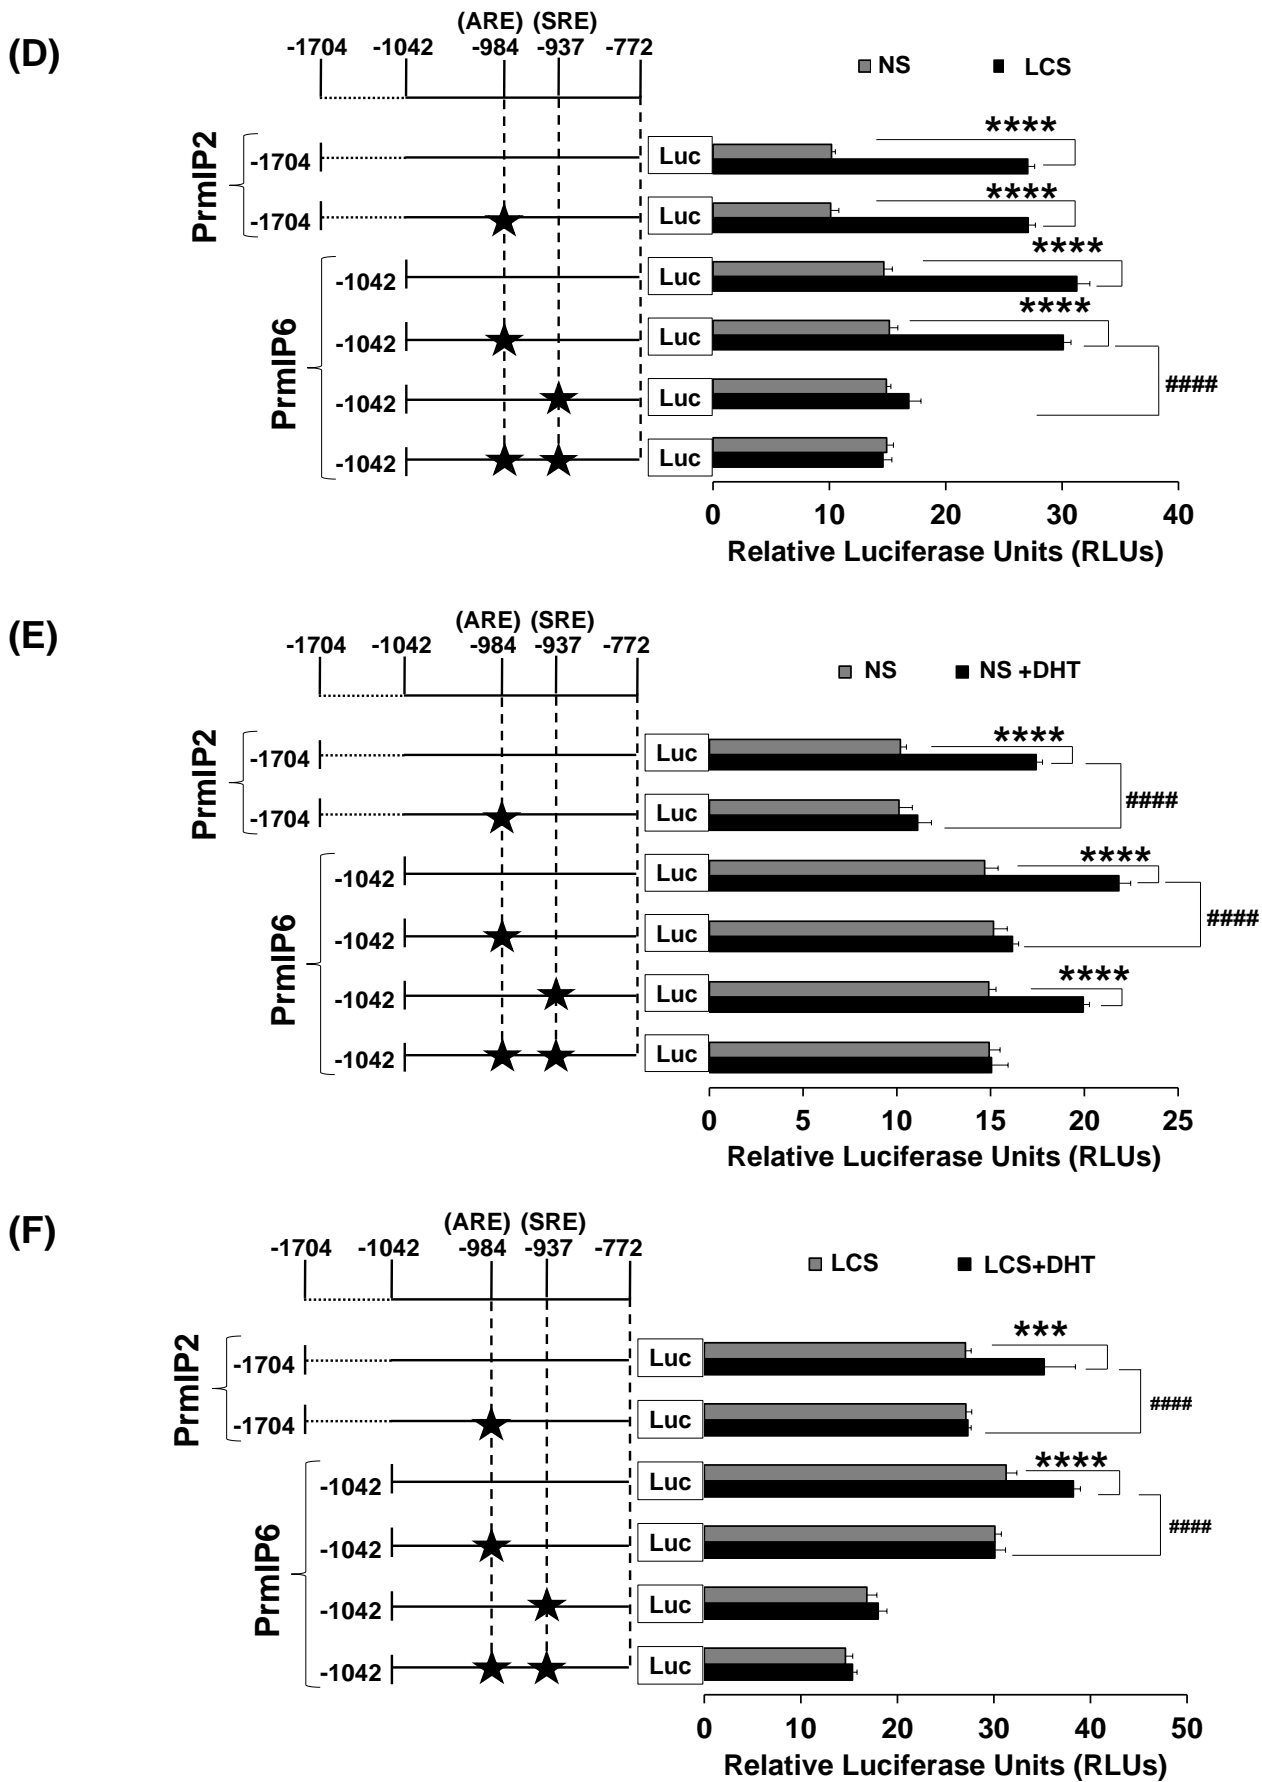 (D)
(ARE) (SRE)
-1704 -1042 -984 -937 -772
NS LCS
PrmIP2
-1704 Luc ****
-1704 Luc ****
PrmIP6
-1042 Luc ****
-1042 Luc ****
####
-1042 Luc
-1042 Luc
0 10 20 30 40
Relative Luciferase Units (RLUs)
(E)
(ARE) (SRE)
-1704 -1042 -984 -937 -772
NS NS +DHT
PrmIP2
-1704 Luc ****
####
-1704 Luc
PrmIP6
-1042 Luc ****
####
-1042 Luc
-1042 Luc ****
-1042 Luc
0 5 10 15 20 25
Relative Luciferase Units (RLUs)
(F)
(ARE) (SRE)
-1704 -1042 -984 -937 -772
LCS LCS+DHT
PrmIP2
-1704 Luc ***
####
-1704 Luc
PrmIP6
-1042 Luc ****
####
-1042 Luc
-1042 Luc
-1042 Luc
0 10 20 30 40 50
Relative Luciferase Units (RLUs)